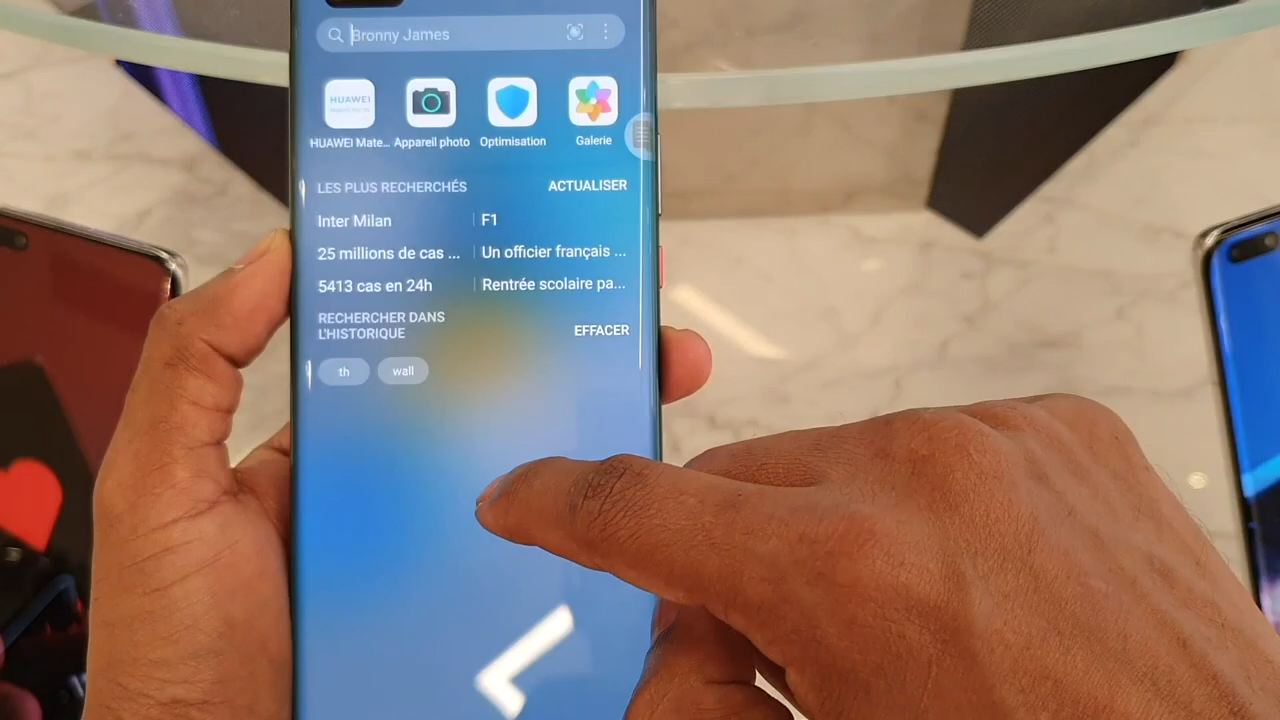 Bronny James
HUAWEI
HUAWEI Mate... Appareil photo Optimisation Galerie
LES PLUS RECHERCHÉS ACTUALISER
Inter Milan F1
25 millions de cas ... Un officier français ...
5413 cas en 24h Rentrée scolaire pa...
RECHERCHER DANS
L'HISTORIQUE EFFACER
th wall